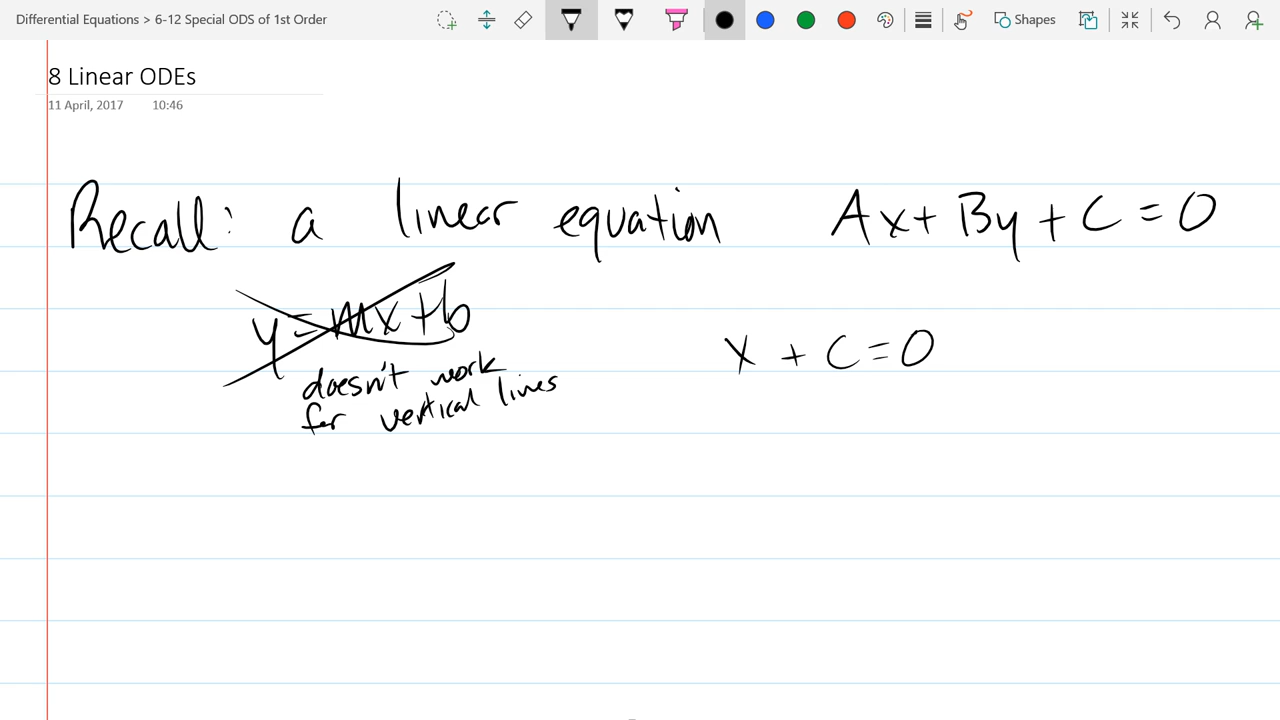 Differential Equations > 6-12 Special ODS of 1st Order
Shapes
8 Linear ODEs
11 April, 2017 10:46
Recall: a linear equation Ax + By + C = 0
y = mx + b
x + C = 0
doesn't work
for vertical lines